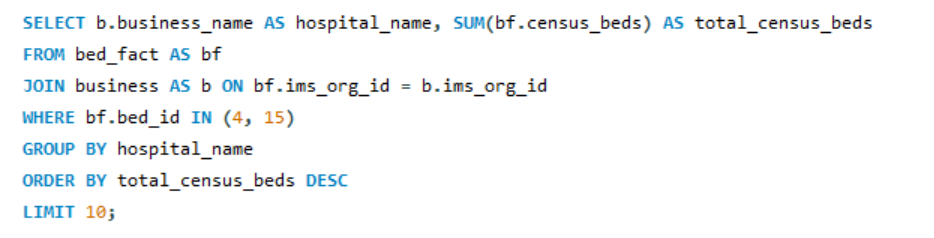 SELECT b.business_name AS hospital_name, SUM(bf.census_beds) AS total_census_beds
FROM bed_fact AS bf
JOIN business AS b ON bf.ims_org_id = b.ims_org_id
WHERE bf.bed_id IN (4, 15)
GROUP BY hospital_name
ORDER BY total_census_beds DESC
LIMIT 10;